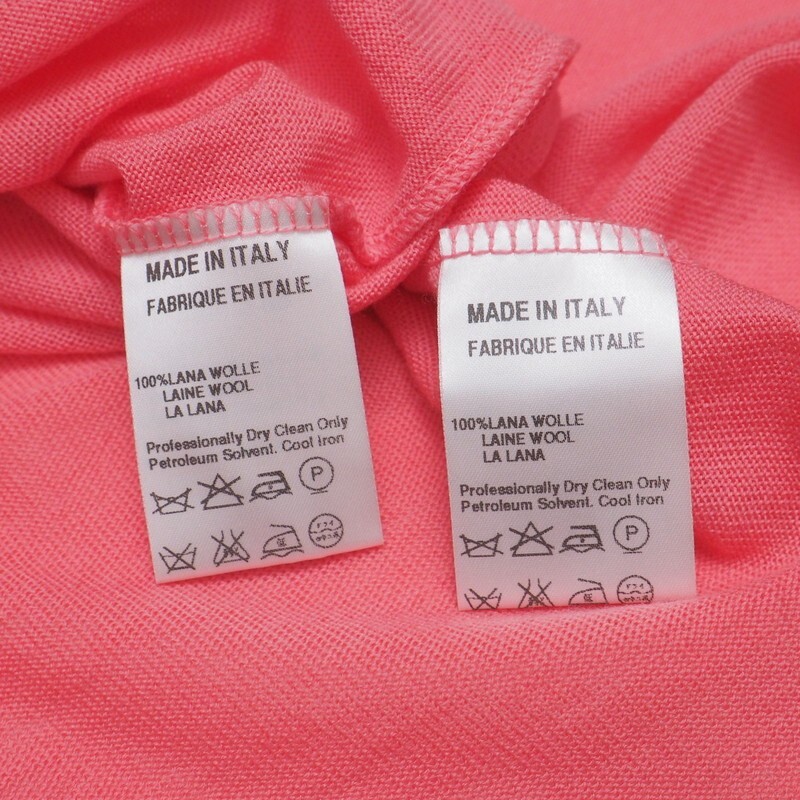 MADE IN ITALY
FABRIQUE EN ITALIE
100%LANA WOLLE
LAINE WOOL
LA LANA
Professionally Dry Clean Only
Petroleum Solvent. Cool Iron
P
MADE IN ITALY
FABRIQUE EN ITALIE
100%LANA WOLLE
LAINE WOOL
LA LANA
Professionally Dry Clean Only
Petroleum Solvent. Cool Iron
P